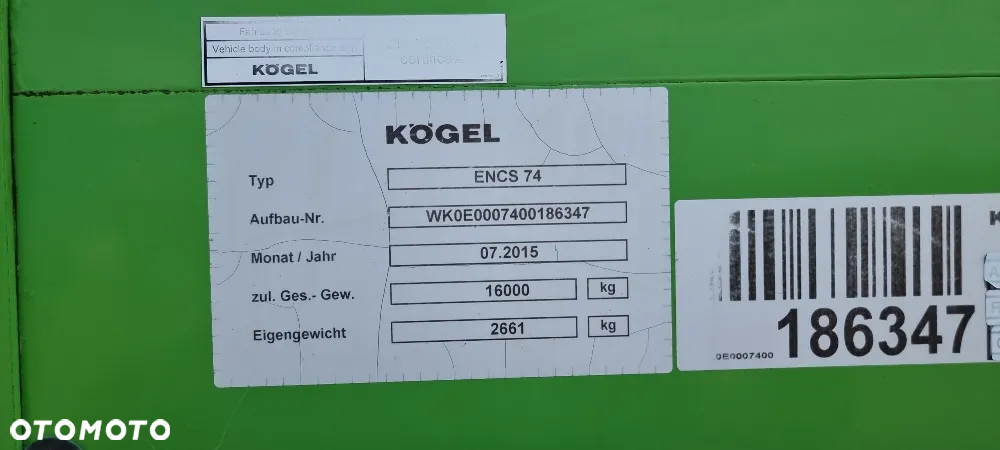 Vehicle body in compliance
KÖGEL
KÖGEL
Typ ENCS 74
Aufbau-Nr. WK0E0007400186347
Monat / Jahr 07.2015
zul. Ges.- Gew. 16000 kg
Eigengewicht 2661 kg
0E0007400 186347
OTOMOTO